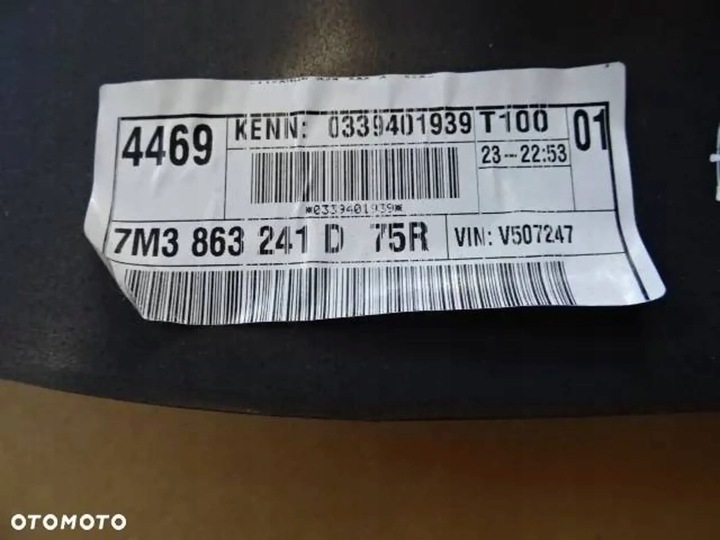 4469
KENN: 0339401939
T100
01
23--22:53
*0339401939*
7M3 863 241 D 75R
VIN: V507247
OTOMOTO